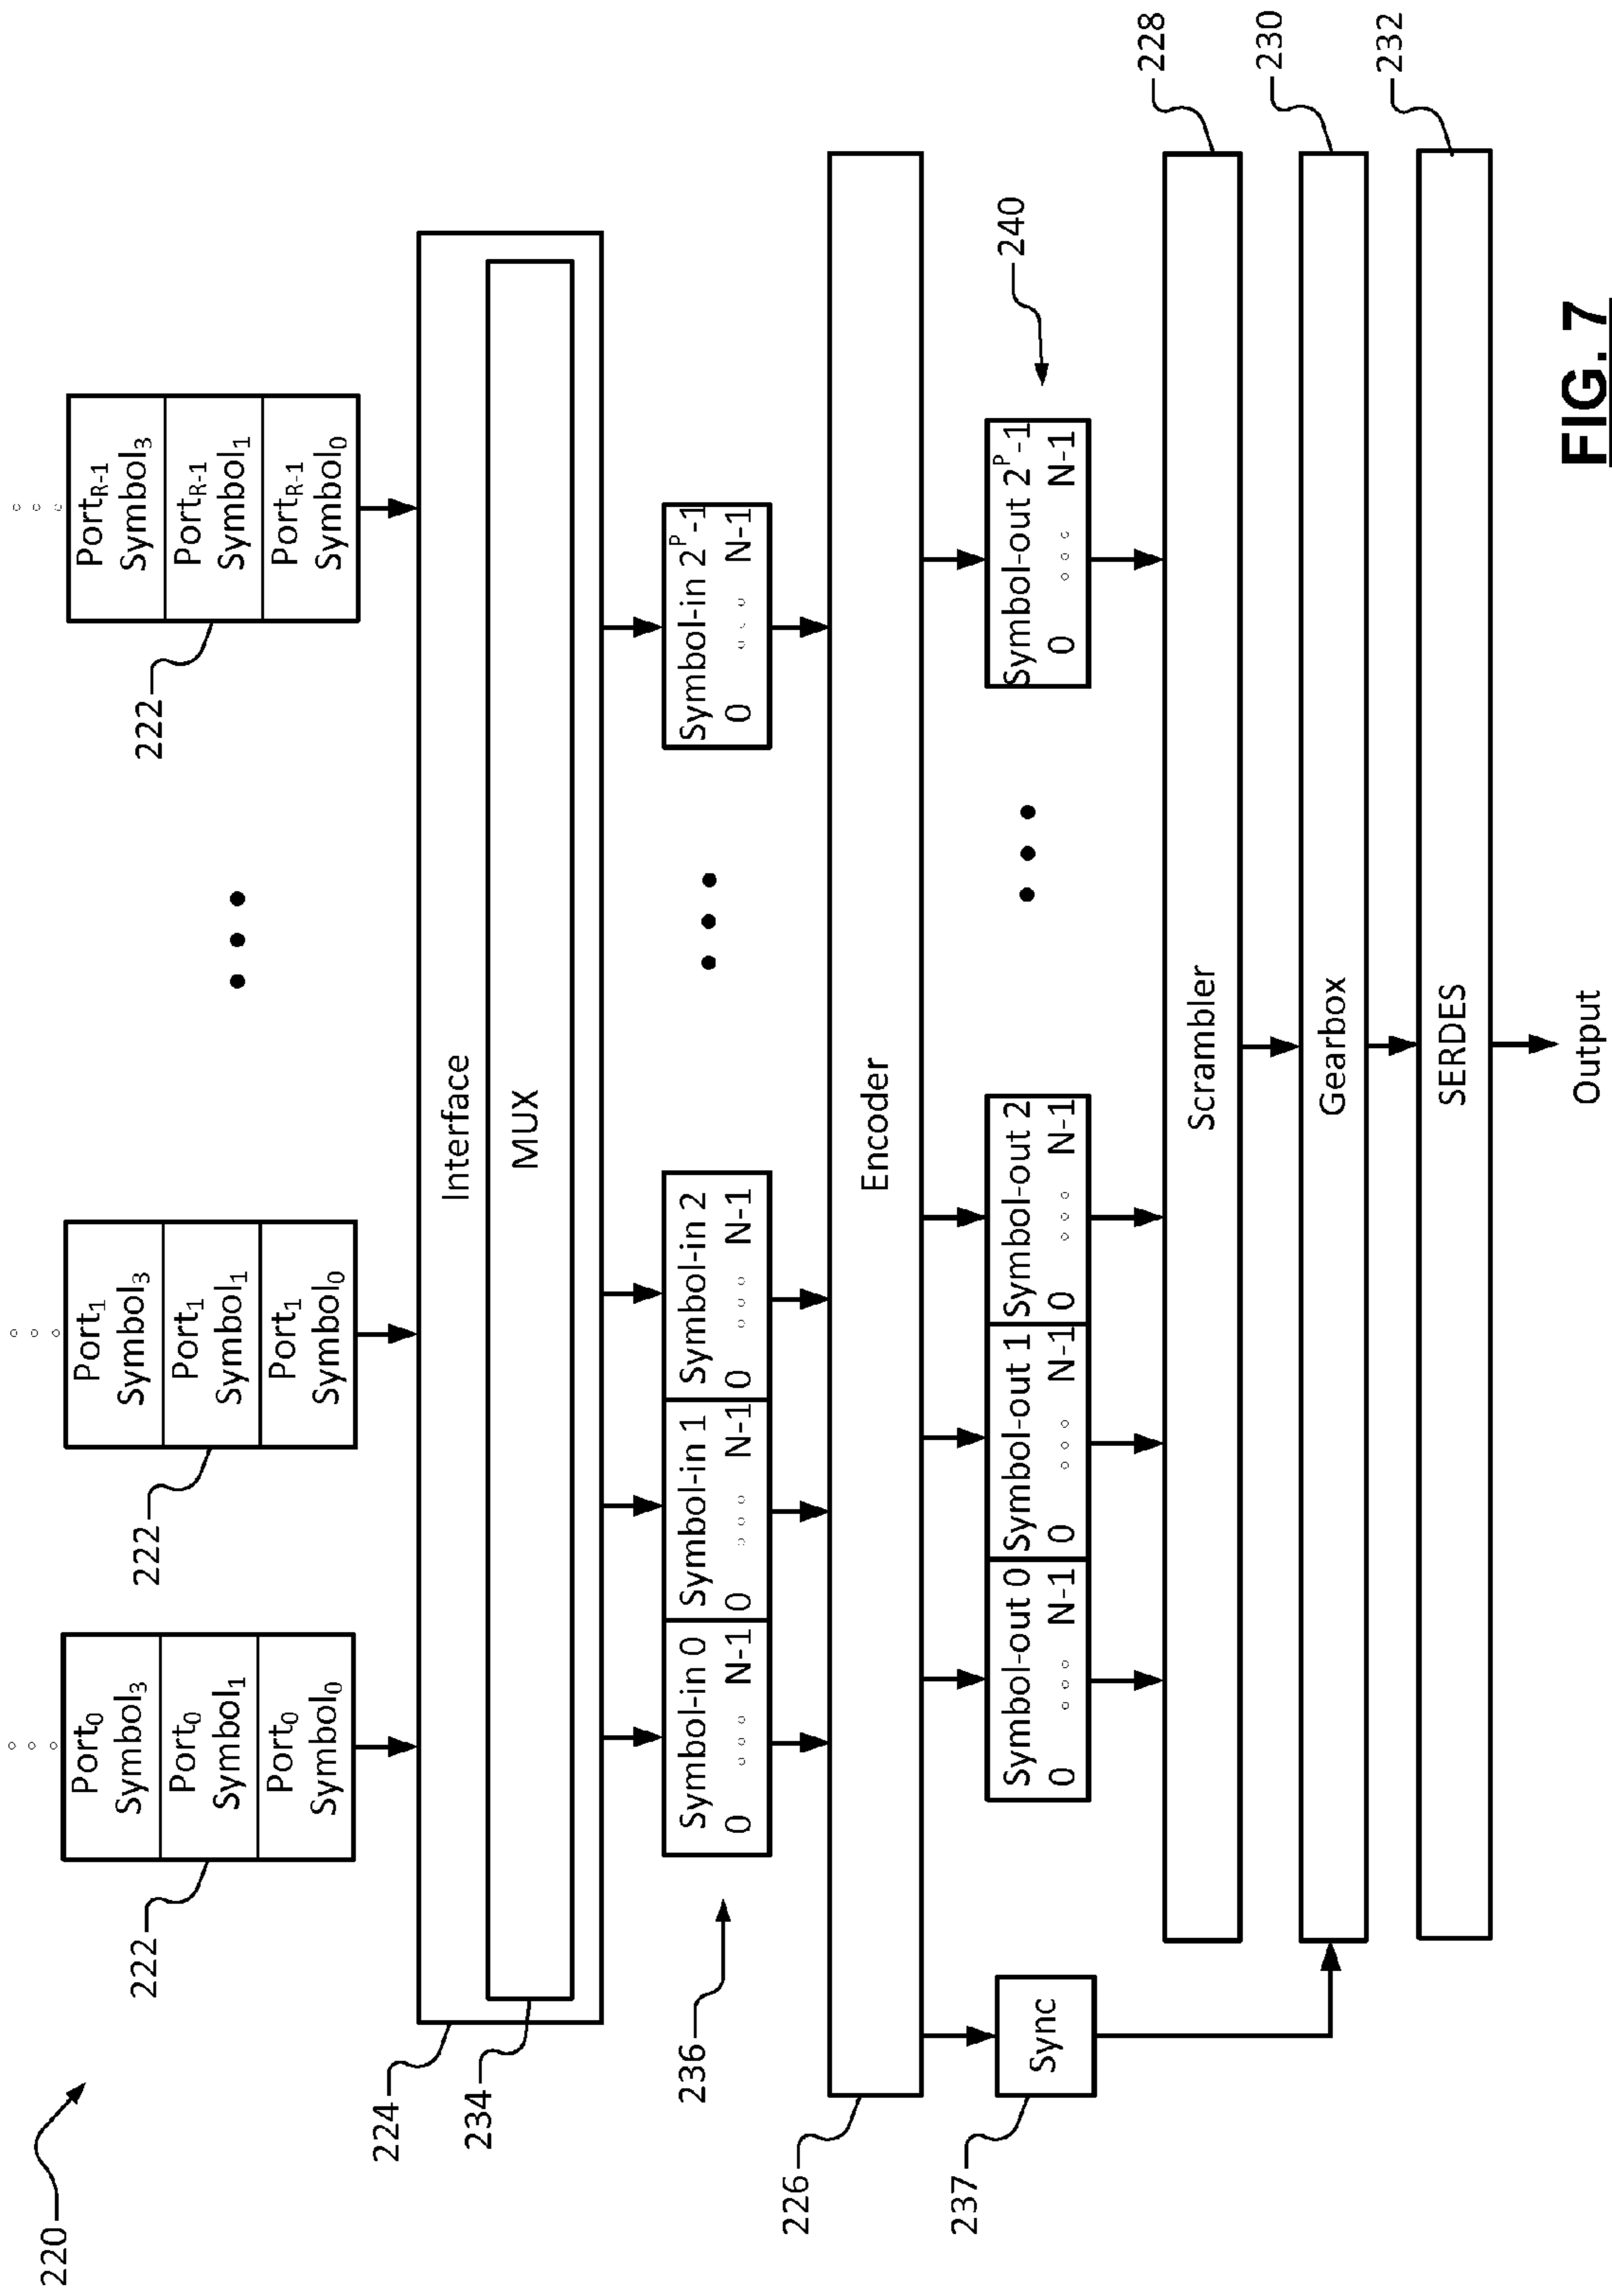 220
Port₀
Symbol₃
Port₀
Symbol₁
Port₀
Symbol₀
222
Port₁
Symbol₃
Port₁
Symbol₁
Port₁
Symbol₀
222
Port_R-1
Symbol₃
Port_R-1
Symbol₁
Port_R-1
Symbol₀
222
224
Interface
234
MUX
236
Symbol-in 0
0 N-1
Symbol-in 1
0 N-1
Symbol-in 2
0 N-1
Symbol-in 2ᴾ-1
0 N-1
226
Encoder
237
Sync
Symbol-out 0
0 N-1
Symbol-out 1
0 N-1
Symbol-out 2
0 N-1
Symbol-out 2ᴾ-1
0 N-1
240
Scrambler
228
Gearbox
230
SERDES
232
Output
FIG. 7